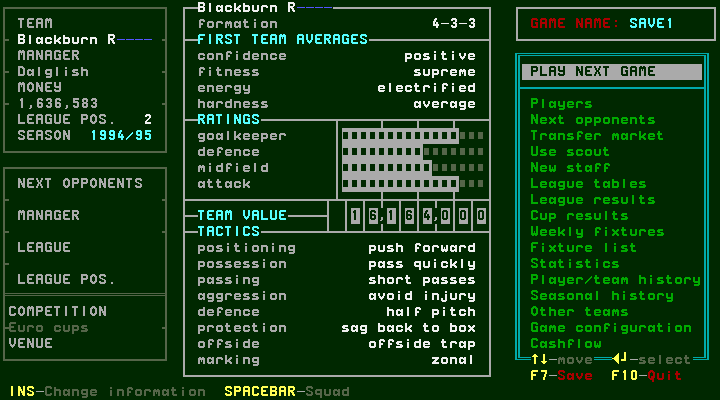 TEAM
Blackburn R
MANAGER
Dalglish
MONEY
1,636,583
LEAGUE POS. 2
SEASON 1994/95
NEXT OPPONENTS
MANAGER
LEAGUE
LEAGUE POS.
COMPETITION
Euro cups
VENUE
Blackburn R
formation 4-3-3
FIRST TEAM AVERAGES
confidence positive
fitness supreme
energy electrified
hardness average
RATINGS
goalkeeper
defence
midfield
attack
TEAM VALUE 16,164,000
TACTICS
positioning push forward
possession pass quickly
passing short passes
aggression avoid injury
defence half pitch
protection sag back to box
offside offside trap
marking zonal
GAME NAME: SAVE1
PLAY NEXT GAME
Players
Next opponents
Transfer market
Use scout
New staff
League tables
League results
Cup results
Weekly fixtures
Fixture list
Statistics
Player/team history
Seasonal history
Other teams
Game configuration
Cashflow
↑↓-move ◄┘-select
F7-Save F10-Quit
INS-Change information SPACEBAR-Squad